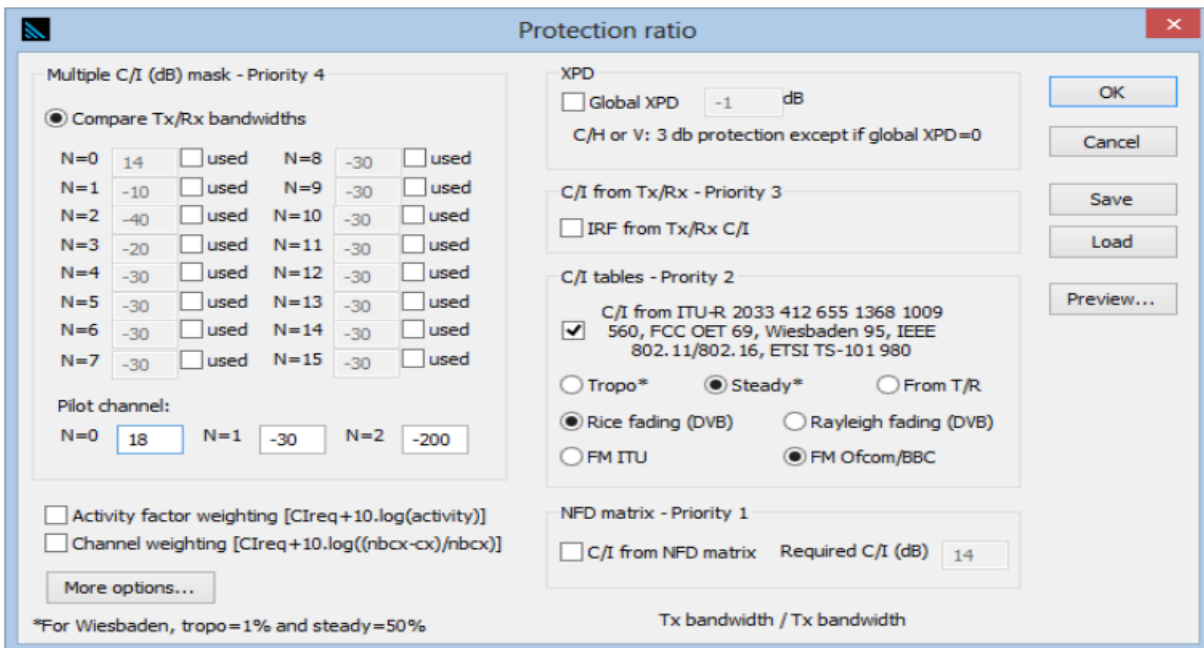 Protection ratio
Multiple C/I (dB) mask - Priority 4
Compare Tx/Rx bandwidths
N=0 14 used N=8 -30 used
N=1 -10 used N=9 -30 used
N=2 -40 used N=10 -30 used
N=3 -20 used N=11 -30 used
N=4 -30 used N=12 -30 used
N=5 -30 used N=13 -30 used
N=6 -30 used N=14 -30 used
N=7 -30 used N=15 -30 used
Pilot channel:
N=0 18 N=1 -30 N=2 -200
Activity factor weighting [CIreq+10.log(activity)]
Channel weighting [CIreq+10.log((nbcx-cx)/nbcx)]
More options...
*For Wiesbaden, tropo=1% and steady=50%
XPD
Global XPD -1 dB
C/H or V: 3 db protection except if global XPD=0
C/I from Tx/Rx - Priority 3
IRF from Tx/Rx C/I
C/I tables - Prority 2
C/I from ITU-R 2033 412 655 1368 1009
560, FCC OET 69, Wiesbaden 95, IEEE
802.11/802.16, ETSI TS-101 980
Tropo* Steady* From T/R
Rice fading (DVB) Rayleigh fading (DVB)
FM ITU FM Ofcom/BBC
NFD matrix - Priority 1
C/I from NFD matrix Required C/I (dB) 14
Tx bandwidth / Tx bandwidth
OK
Cancel
Save
Load
Preview...